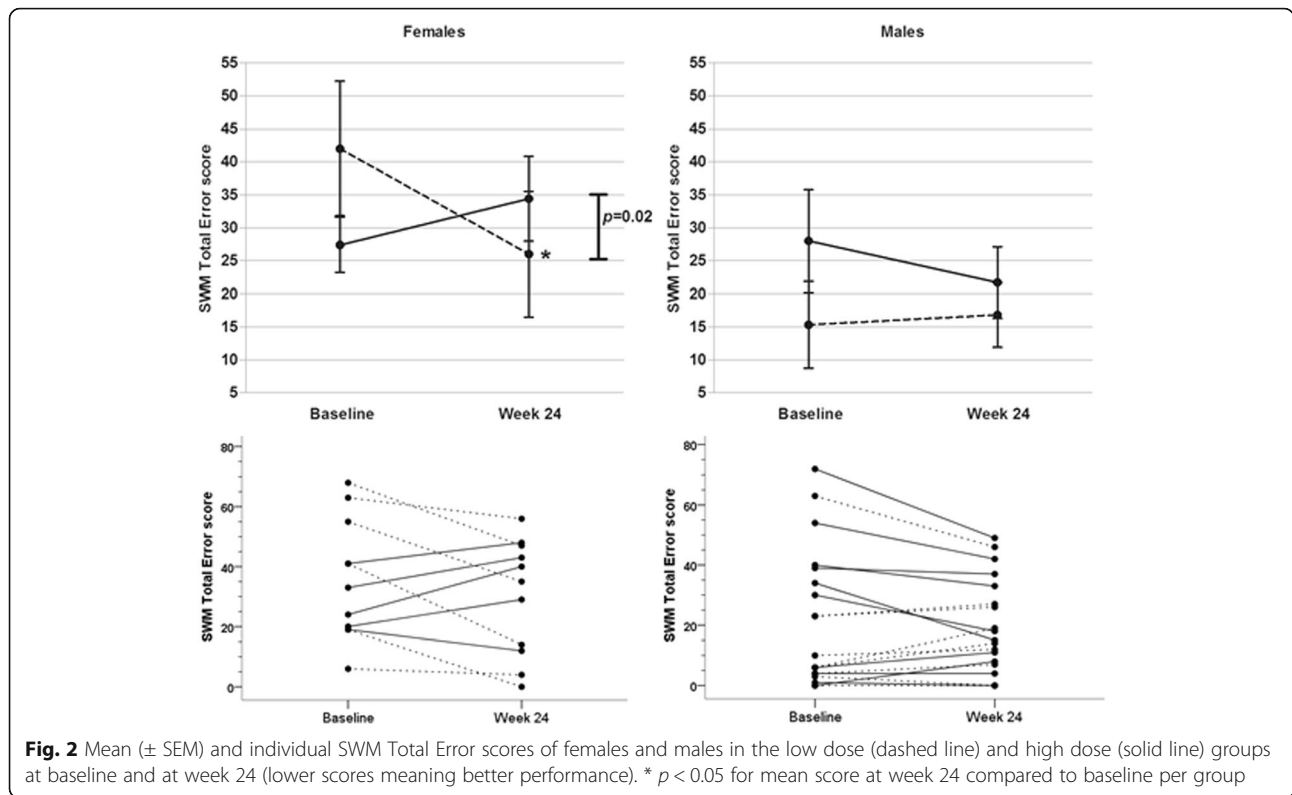 Females
Males
SWM Total Error score
55
50
45
40
35
30
25
20
15
10
5
p=0.02
*
Baseline
Week 24
SWM Total Error score
55
50
45
40
35
30
25
20
15
10
5
Baseline
Week 24
SWM Total Error score
80
60
40
20
0
Baseline
Week 24
SWM Total Error score
80
60
40
20
0
Baseline
Week 24
Fig. 2 Mean (± SEM) and individual SWM Total Error scores of females and males in the low dose (dashed line) and high dose (solid line) groups
at baseline and at week 24 (lower scores meaning better performance). * p < 0.05 for mean score at week 24 compared to baseline per group